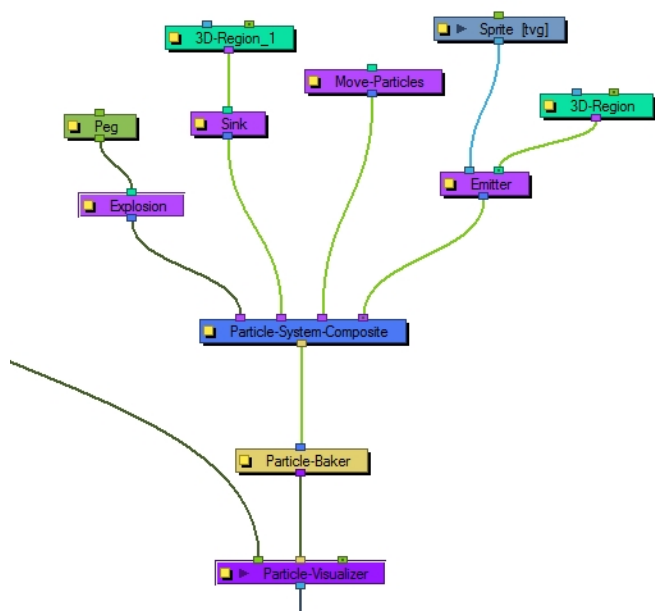 Sprite [tvg]
3D-Region_1
Move-Particles
3D-Region
Peg
Sink
Emitter
Explosion
Particle-System-Composite
Particle-Baker
Particle-Visualizer